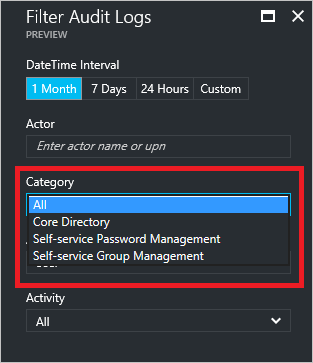 Filter Audit Logs
PREVIEW
DateTime Interval
1 Month 7 Days 24 Hours Custom
Actor
Enter actor name or upn
Category
All
Core Directory
Self-service Password Management
Self-service Group Management
Activity
All